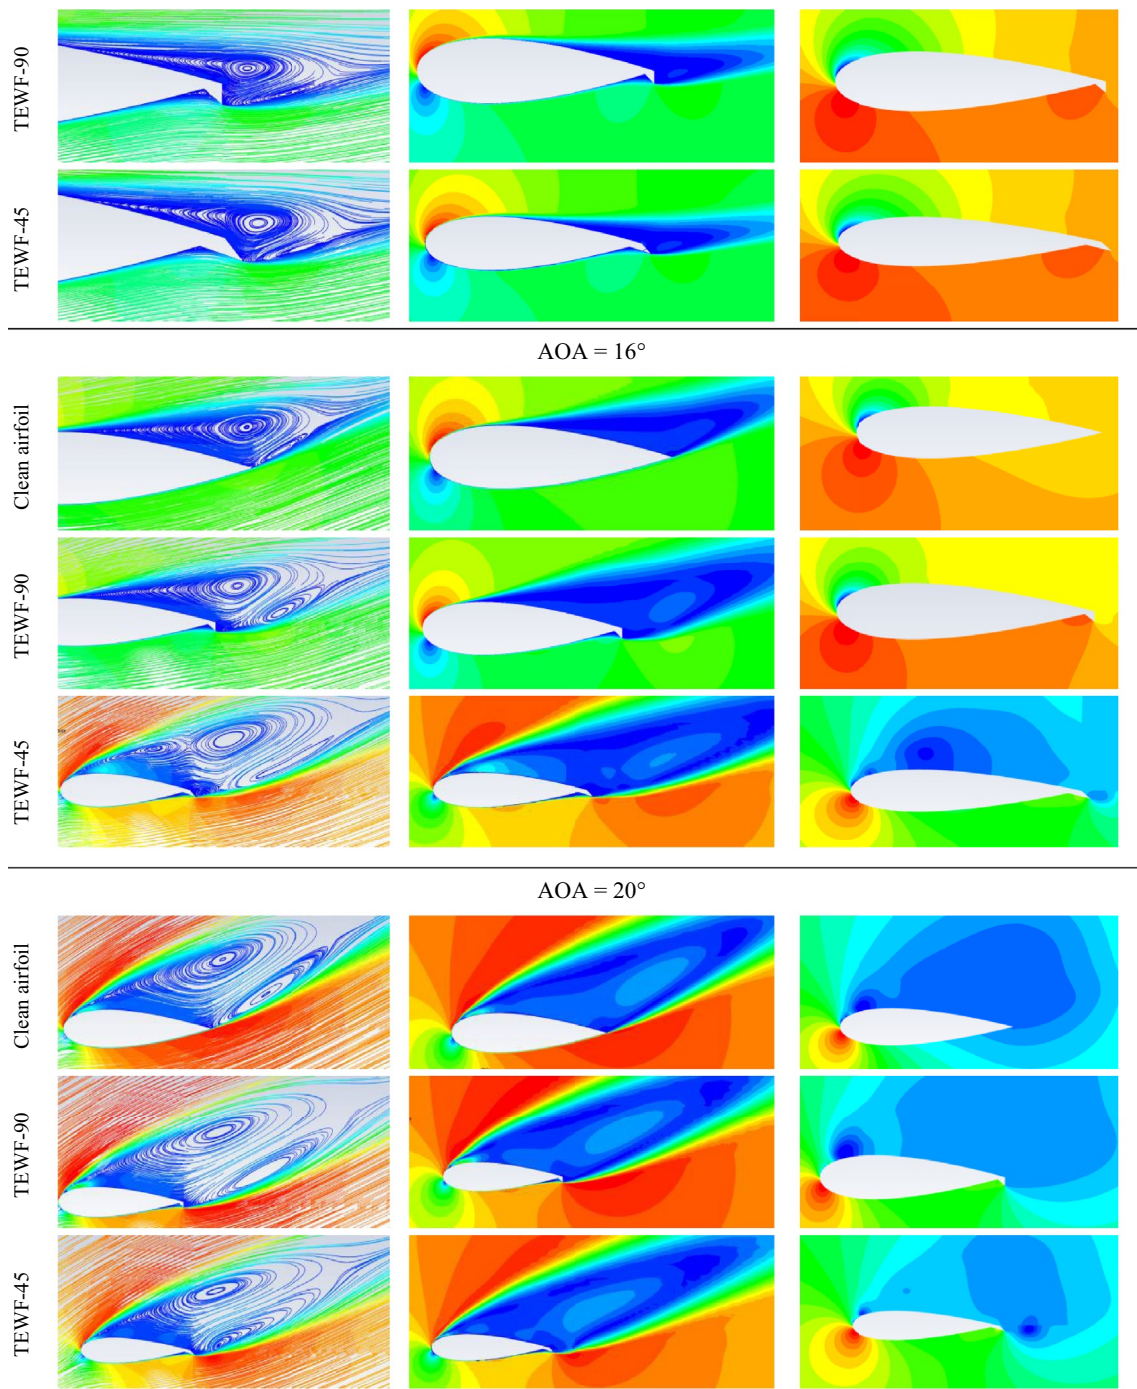 TEWF-90
TEWF-45
AOA = 16°
Clean airfoil
TEWF-90
TEWF-45
AOA = 20°
Clean airfoil
TEWF-90
TEWF-45